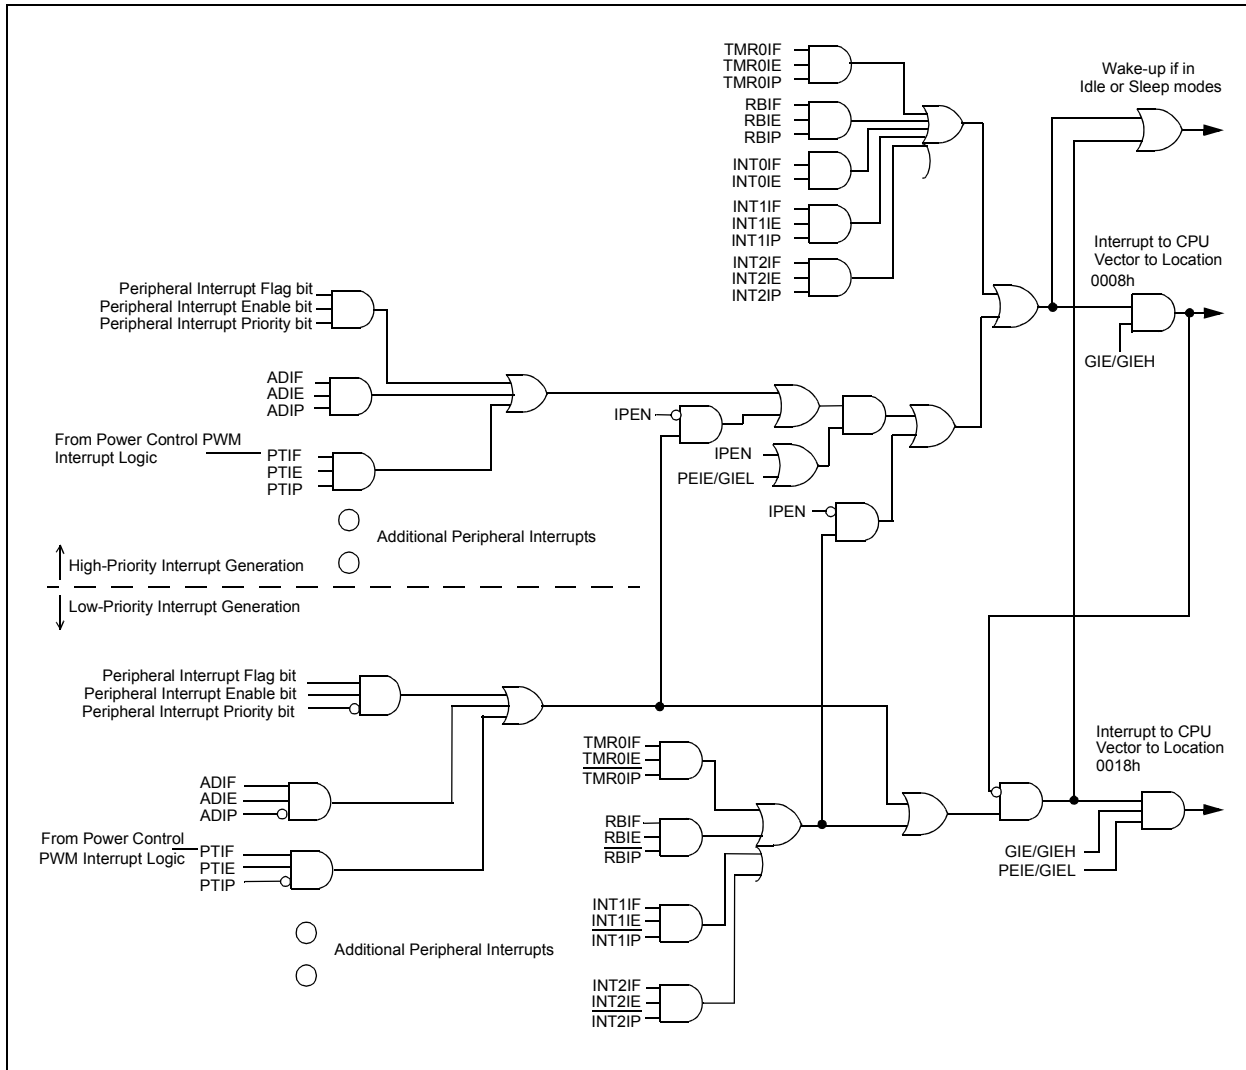 TMR0IF
TMR0IE
TMR0IP
RBIF
RBIE
RBIP
INT0IF
INT0IE
INT1IF
INT1IE
INT1IP
INT2IF
INT2IE
INT2IP
Wake-up if in
Idle or Sleep modes
Interrupt to CPU
Vector to Location
0008h
GIE/GIEH
Peripheral Interrupt Flag bit
Peripheral Interrupt Enable bit
Peripheral Interrupt Priority bit
ADIF
ADIE
ADIP
From Power Control PWM
Interrupt Logic
PTIF
PTIE
PTIP
IPEN
IPEN
PEIE/GIEL
IPEN
Additional Peripheral Interrupts
High-Priority Interrupt Generation
Low-Priority Interrupt Generation
Peripheral Interrupt Flag bit
Peripheral Interrupt Enable bit
Peripheral Interrupt Priority bit
ADIF
ADIE
ADIP
From Power Control
PWM Interrupt Logic
PTIF
PTIE
PTIP
Additional Peripheral Interrupts
TMR0IF
TMR0IE
TMR0IP
RBIF
RBIE
RBIP
INT1IF
INT1IE
INT1IP
INT2IF
INT2IE
INT2IP
Interrupt to CPU
Vector to Location
0018h
GIE/GIEH
PEIE/GIEL